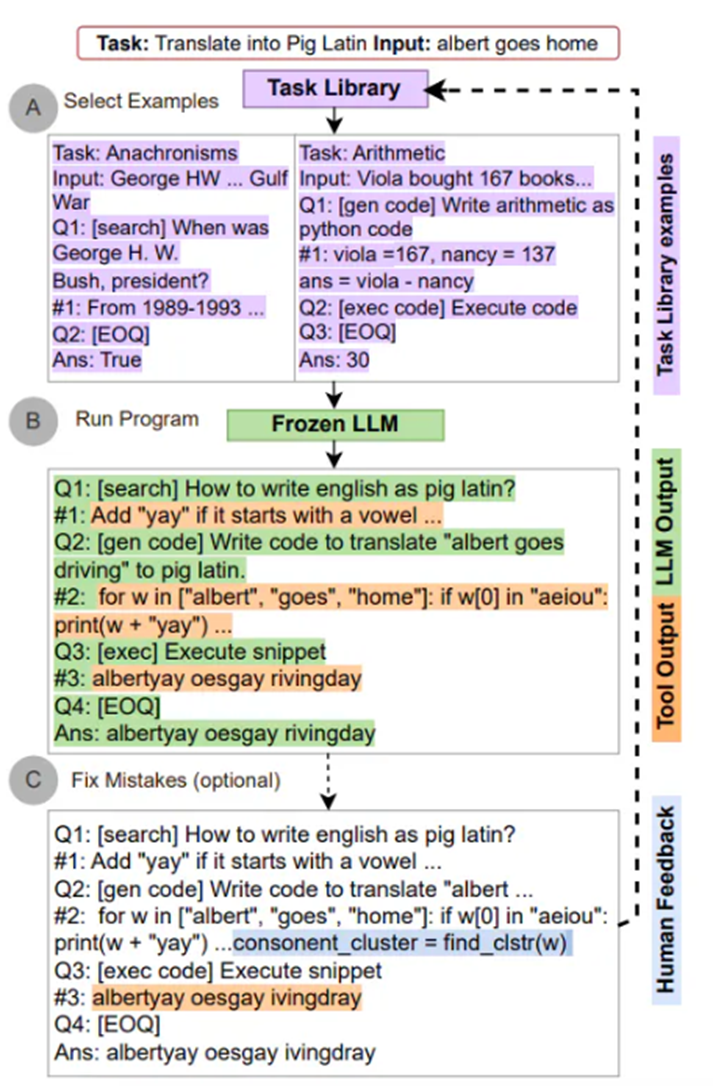 Task: Translate into Pig Latin Input: albert goes home
A
Select Examples
Task Library
Task: Anachronisms
Input: George HW ... Gulf
War
Q1: [search] When was
George H. W.
Bush, president?
#1: From 1989-1993 ...
Q2: [EOQ]
Ans: True
Task: Arithmetic
Input: Viola bought 167 books...
Q1: [gen code] Write arithmetic as
python code
#1: viola =167, nancy = 137
ans = viola - nancy
Q2: [exec code] Execute code
Q3: [EOQ]
Ans: 30
B
Run Program
Frozen LLM
Q1: [search] How to write english as pig latin?
#1: Add "yay" if it starts with a vowel ...
Q2: [gen code] Write code to translate "albert goes
driving" to pig latin.
#2: for w in ["albert", "goes", "home"]: if w[0] in "aeiou":
print(w + "yay") ...
Q3: [exec] Execute snippet
#3: albertyay oesgay rivingday
Q4: [EOQ]
Ans: albertyay oesgay rivingday
C
Fix Mistakes (optional)
Q1: [search] How to write english as pig latin?
#1: Add "yay" if it starts with a vowel ...
Q2: [gen code] Write code to translate "albert ...
#2: for w in ["albert", "goes", "home"]: if w[0] in "aeiou":
print(w + "yay") ...consonent_cluster = find_clstr(w)
Q3: [exec code] Execute snippet
#3: albertyay oesgay ivingdray
Q4: [EOQ]
Ans: albertyay oesgay ivingdray
Task Library examples
LLM Output
Tool Output
Human Feedback